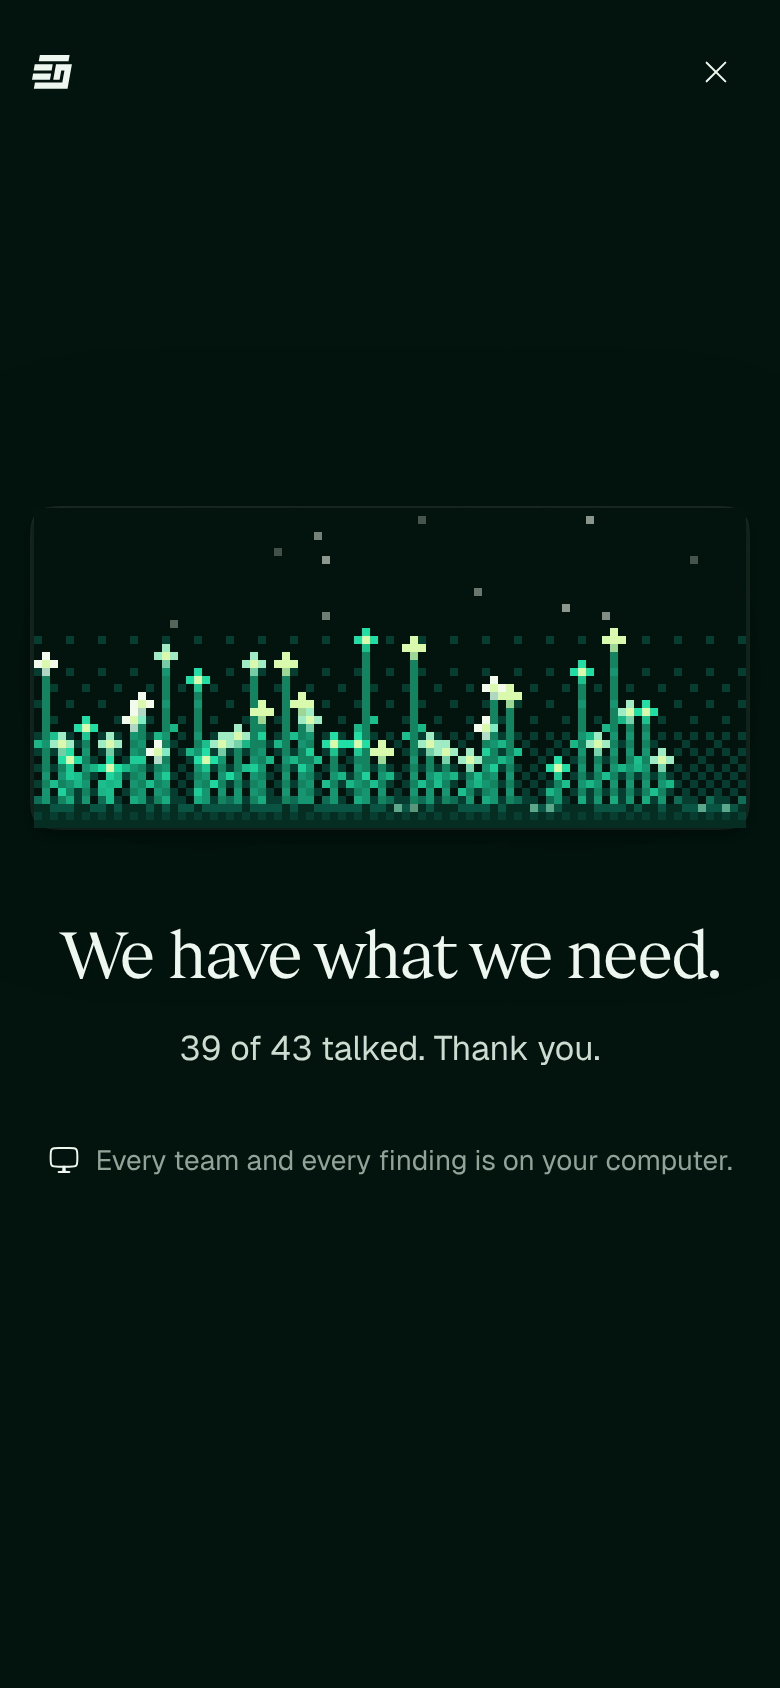 We have what we need.
39 of 43 talked. Thank you.
Every team and every finding is on your computer.